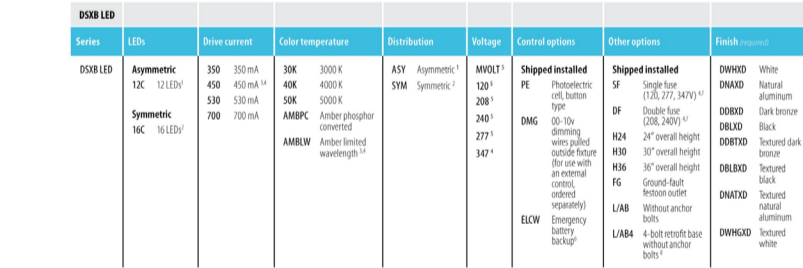 DSXB LED
Series
LEDs
Drive current
Color temperature
Distribution
Voltage
Control options
Other options
Finish (required)
DSXB LED
Asymmetric
12C 12 LEDs¹
Symmetric
16C 16 LEDs²
350 350 mA
450 450 mA ³,⁴
530 530 mA
700 700 mA
30K 3000 K
40K 4000 K
50K 5000 K
AMBPC Amber phosphor
converted
AMBLW Amber limited
wavelength ³,⁴
ASY Asymmetric ¹
SYM Symmetric ²
MVOLT ⁵
120 ⁵
208 ⁵
240 ⁵
277 ⁵
347 ⁴
Shipped installed
PE Photoelectric
cell, button
type
DMG 00-10v
dimming
wires pulled
outside fixture
(for use with
an external
control,
ordered
separately)
ELCW Emergency
battery
backup⁶
Shipped installed
SF Single fuse
(120, 277, 347V) ⁴,⁷
DF Double fuse
(208, 240V) ⁴,⁷
H24 24" overall height
H30 30" overall height
H36 36" overall height
FG Ground-fault
festoon outlet
L/AB Without anchor
bolts
L/AB4 4-bolt retrofit base
without anchor
bolts ⁸
DWHXD White
DNAXD Natural
aluminum
DDBXD Dark bronze
DBLXD Black
DDBTXD Textured dark
bronze
DBLBXD Textured
black
DNATXD Textured
natural
aluminum
DWHGXD Textured
white